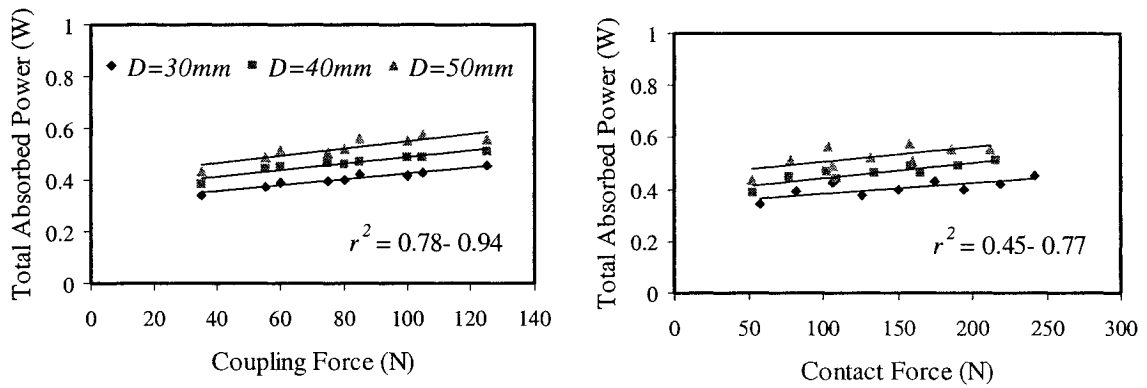 Total Absorbed Power (W)
1
0.8
0.6
0.4
0.2
0
D=30mm D=40mm D=50mm
r² = 0.78- 0.94
0 20 40 60 80 100 120 140
Coupling Force (N)
Total Absorbed Power (W)
1
0.8
0.6
0.4
0.2
0
r² = 0.45- 0.77
0 50 100 150 200 250 300
Contact Force (N)